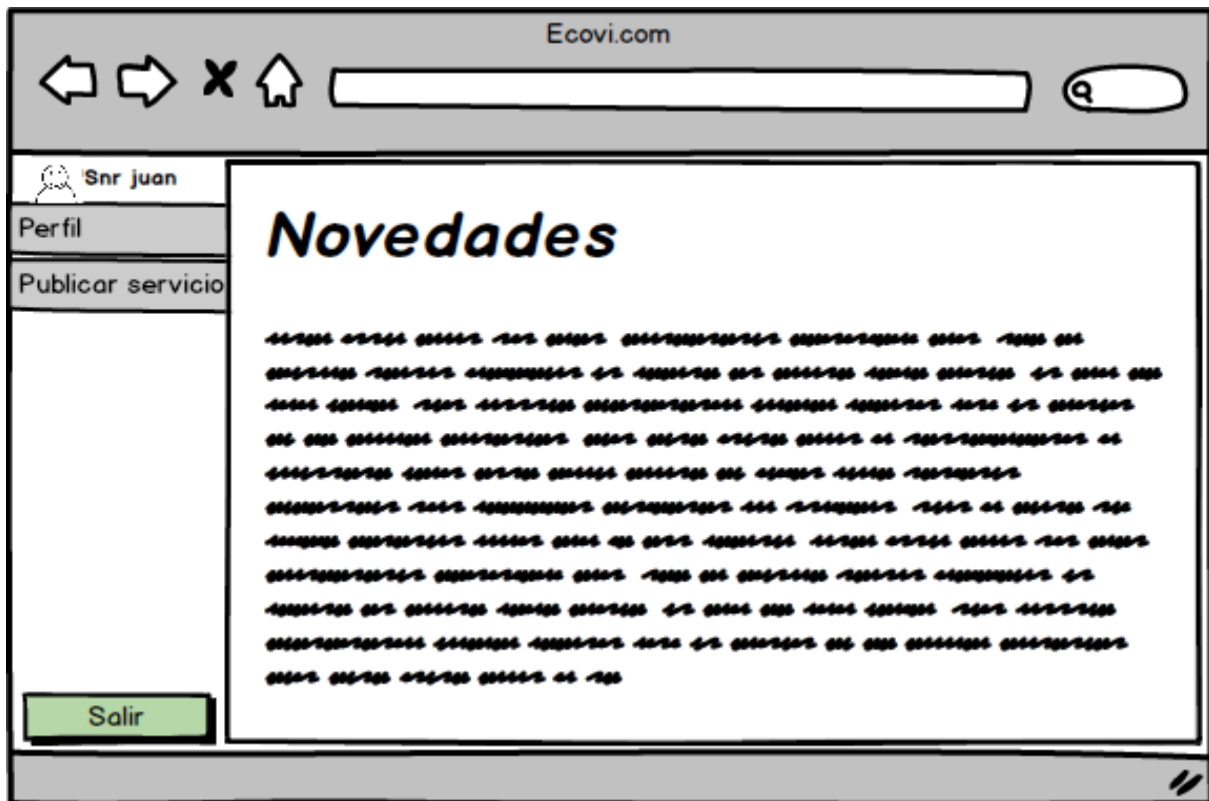 Ecovi.com
Snr juan
Perfil
Publicar servicio
Novedades
Salir